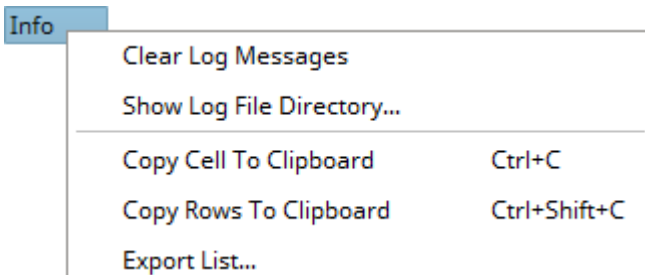 Info
Clear Log Messages
Show Log File Directory...
Copy Cell To Clipboard Ctrl+C
Copy Rows To Clipboard Ctrl+Shift+C
Export List...